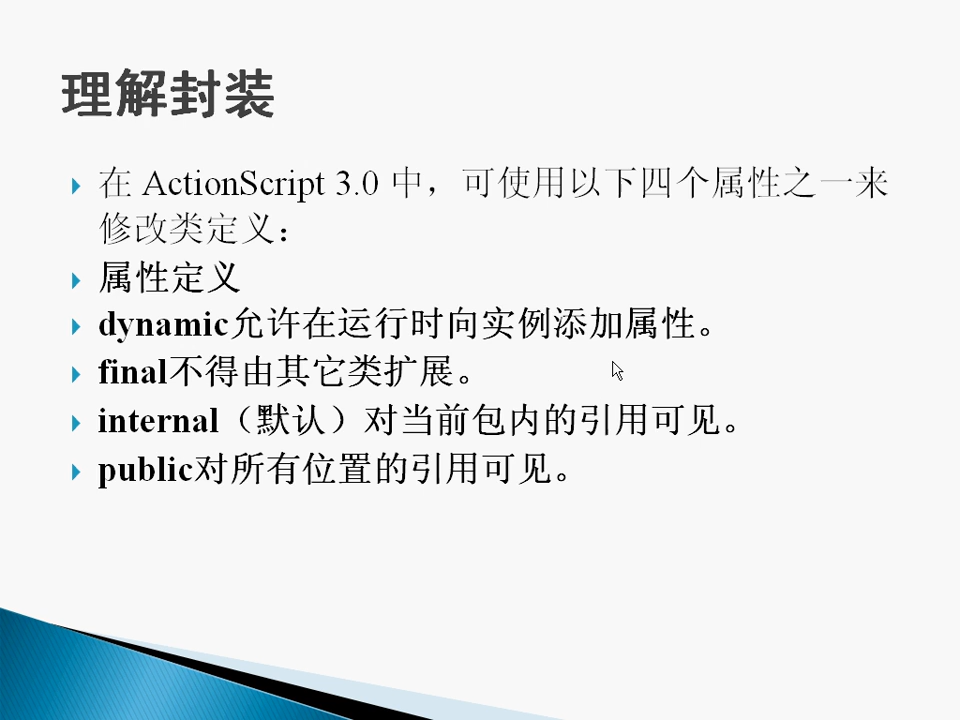 理解封装
在 ActionScript 3.0 中，可使用以下四个属性之一来
修改类定义：
属性定义
dynamic允许在运行时向实例添加属性。
final不得由其它类扩展。
internal（默认）对当前包内的引用可见。
public对所有位置的引用可见。